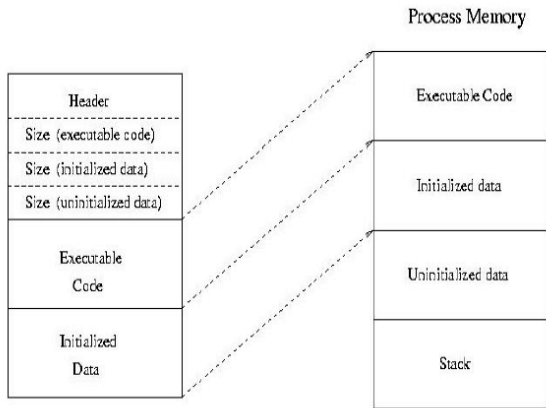 Process Memory
Header
Size (executable code)
Size (initialized data)
Size (uninitialized data)
Executable
Code
Initialized
Data
Executable Code
Initialized data
Uninitialized data
Stack